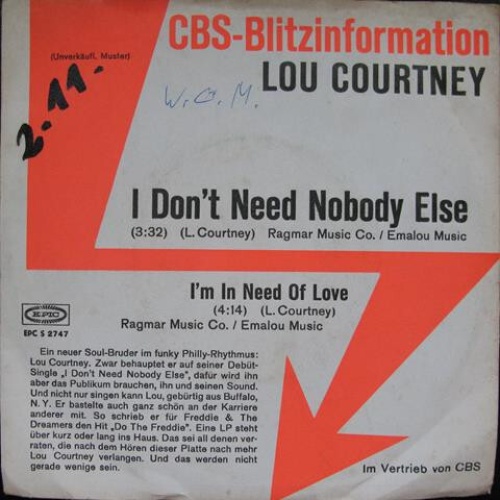 CBS-Blitzinformation
(Unverkäufl. Muster)
LOU COURTNEY
2.11.-
W.O.M.
I Don't Need Nobody Else
(3:32) (L. Courtney) Ragmar Music Co. / Emalou Music
I'm In Need Of Love
(4:14) (L. Courtney)
Ragmar Music Co. / Emalou Music
EPIC
EPC S 2747
Ein neuer Soul-Bruder im funky Philly-Rhythmus:
Lou Courtney. Zwar behauptet er auf seiner Debüt-
Single „I Don't Need Nobody Else", dafür wird ihn
aber das Publikum brauchen, ihn und seinen Sound.
Und nicht nur singen kann Lou, gebürtig aus Buffalo,
N. Y. Er bastelte auch ganz schön an der Karriere
anderer mit. So schrieb er für Freddie & The
Dreamers den Hit „Do The Freddie". Eine LP steht
über kurz oder lang ins Haus. Das sei all denen ver-
raten, die nach dem Hören dieser Platte nach mehr
Lou Courtney verlangen. Und das werden nicht
gerade wenige sein.
Im Vertrieb von CBS